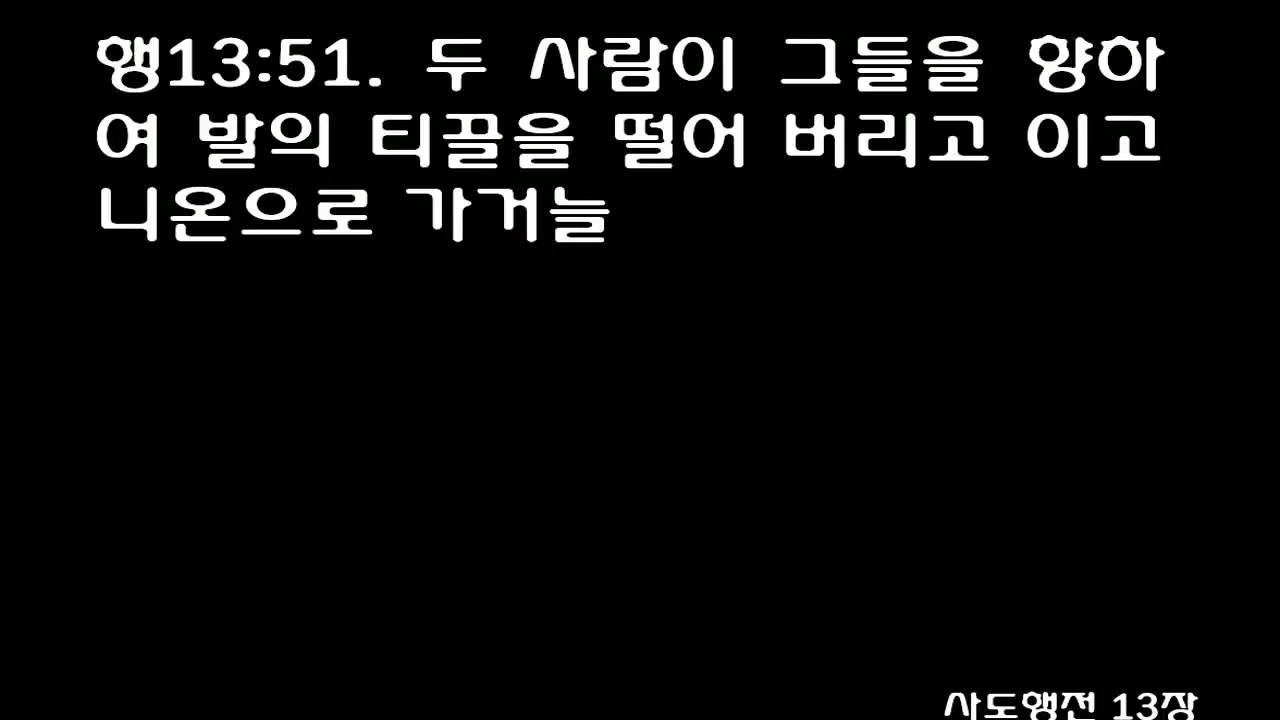 행13:51. 두 사람이 그들을 향하
여 발의 티끌을 떨어 버리고 이고
니온으로 가거늘
사도행전 13장